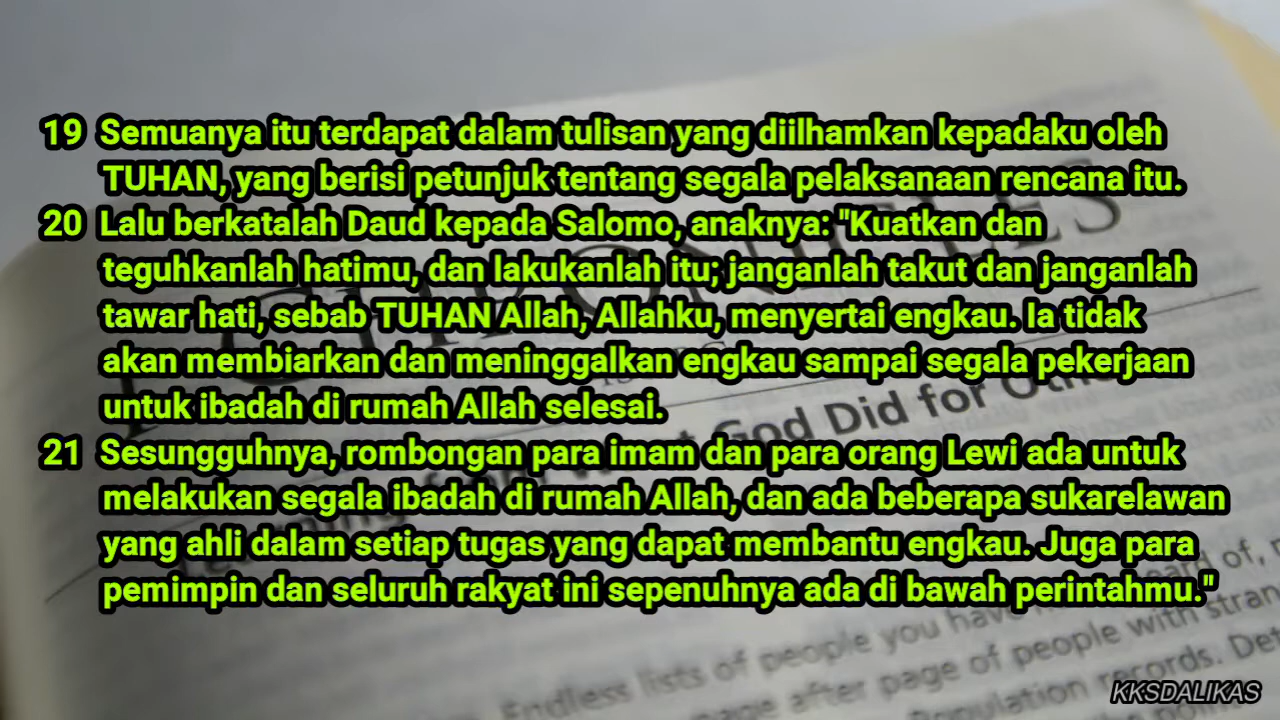 19 Semuanya itu terdapat dalam tulisan yang diilhamkan kepadaku oleh
TUHAN, yang berisi petunjuk tentang segala pelaksanaan rencana itu.
20 Lalu berkatalah Daud kepada Salomo, anaknya: "Kuatkan dan
teguhkanlah hatimu, dan lakukanlah itu; janganlah takut dan janganlah
tawar hati, sebab TUHAN Allah, Allahku, menyertai engkau. Ia tidak
akan membiarkan dan meninggalkan engkau sampai segala pekerjaan
untuk ibadah di rumah Allah selesai.
21 Sesungguhnya, rombongan para imam dan para orang Lewi ada untuk
melakukan segala ibadah di rumah Allah, dan ada beberapa sukarelawan
yang ahli dalam setiap tugas yang dapat membantu engkau. Juga para
pemimpin dan seluruh rakyat ini sepenuhnya ada di bawah perintahmu."
God Did for
Endless lists of people you have
page after page of people with
Population records.
KKSDALIKAS